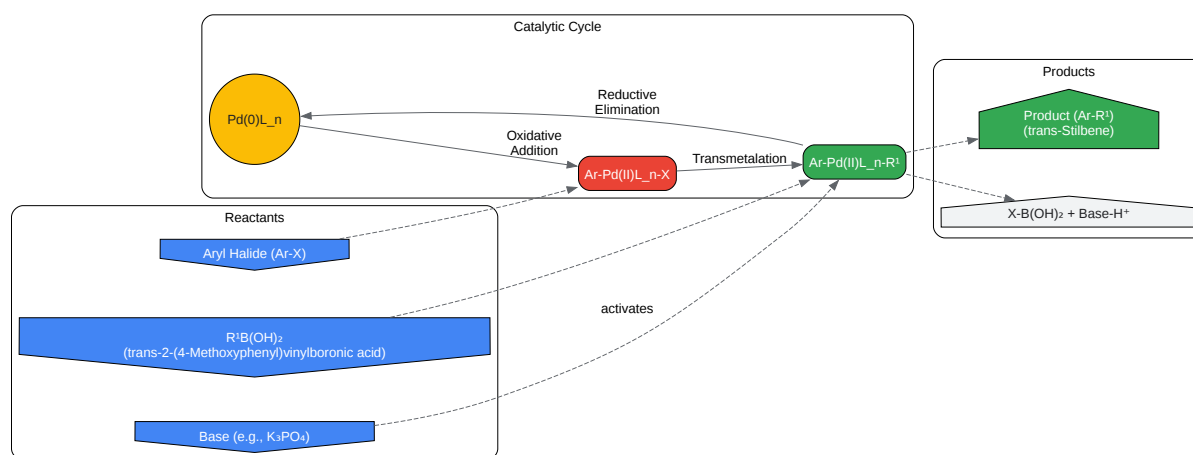 Catalytic Cycle
Pd(0)L_n
Reductive
Elimination
Oxidative
Addition
Ar-Pd(II)L_n-X
Transmetalation
Ar-Pd(II)L_n-R¹
Products
Product (Ar-R¹)
(trans-Stilbene)
X-B(OH)₂ + Base-H⁺
Reactants
Aryl Halide (Ar-X)
R¹B(OH)₂
(trans-2-(4-Methoxyphenyl)vinylboronic acid)
activates
Base (e.g., K₃PO₄)